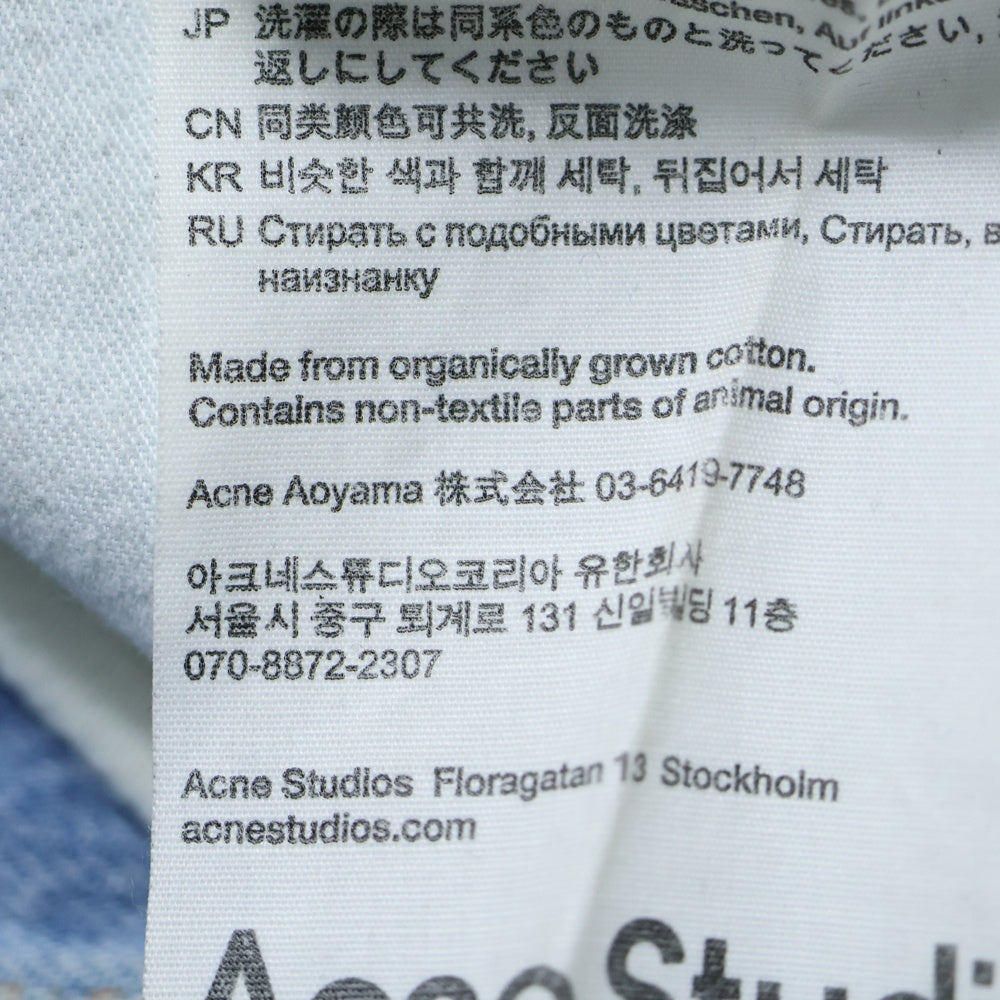 aschen, Auf links
JP 洗濯の際は同系色のものと洗ってください,
返しにしてください
CN 同类颜色可共洗, 反面洗涤
KR 비슷한 색과 함께 세탁, 뒤집어서 세탁
RU Стирать с подобными цветами, Стирать, в
наизнанку
Made from organically grown cotton.
Contains non-textile parts of animal origin.
Acne Aoyama 株式会社 03-6419-7748
아크네스튜디오코리아 유한회사
서울시 중구 퇴계로 131 신일빌딩 11층
070-8872-2307
Acne Studios Floragatan 13 Stockholm
acnestudios.com
Acne Studi